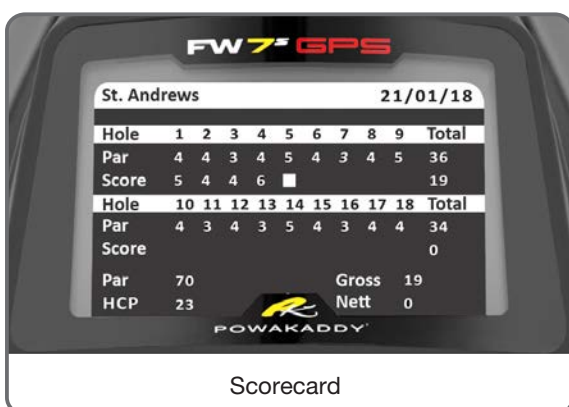 FW 7s GPS
St. Andrews 21/01/18
Hole 1 2 3 4 5 6 7 8 9 Total
Par 4 4 3 4 5 4 3 4 5 36
Score 5 4 4 6 19
Hole 10 11 12 13 14 15 16 17 18 Total
Par 4 3 4 3 5 4 3 4 4 34
Score 0
Par 70 Gross 19
HCP 23 Nett 0
POWAKADDY
Scorecard